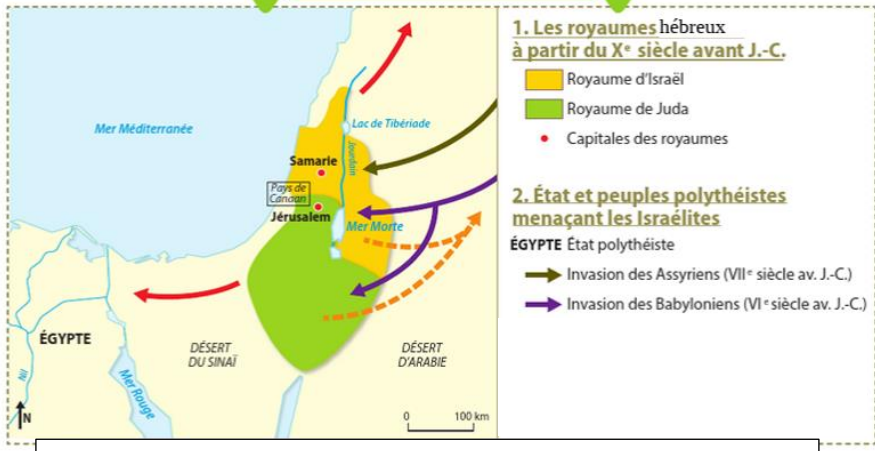 Mer Méditerranée
Lac de Tibériade
Samarie
Jourdain
Pays de
Canaan
Jérusalem
Mer Morte
ÉGYPTE
DÉSERT
DU SINAÏ
DÉSERT
D'ARABIE
Nil
Mer Rouge
N
0 100 km
1. Les royaumes hébreux
à partir du Xe siècle avant J.-C.
Royaume d'Israël
Royaume de Juda
Capitales des royaumes
2. État et peuples polythéistes
menaçant les Israélites
ÉGYPTE État polythéiste
Invasion des Assyriens (VIIe siècle av. J.-C.)
Invasion des Babyloniens (VIe siècle av. J.-C.)